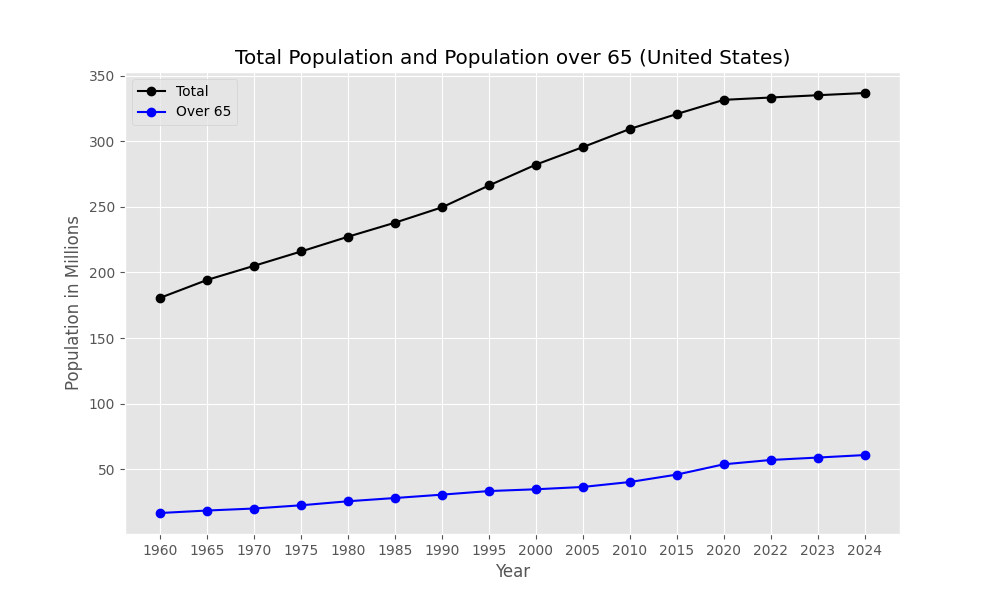 Total Population and Population over 65 (United States)
Total
Over 65
350
300
250
200
150
100
50
Population in Millions
1960 1965 1970 1975 1980 1985 1990 1995 2000 2005 2010 2015 2020 2022 2023 2024
Year